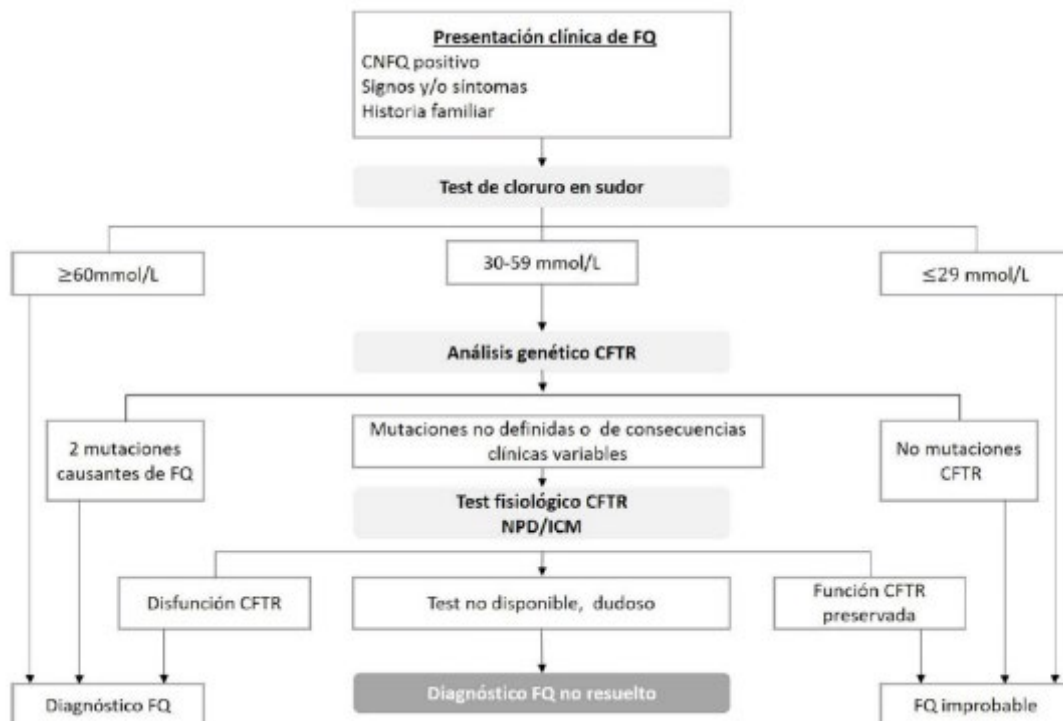 Presentación clínica de FQ
CNFQ positivo
Signos y/o síntomas
Historia familiar
Test de cloruro en sudor
≥60mmol/L
30-59 mmol/L
≤29 mmol/L
Análisis genético CFTR
2 mutaciones
causantes de FQ
Mutaciones no definidas o de consecuencias
clínicas variables
No mutaciones
CFTR
Test fisiológico CFTR
NPD/ICM
Disfunción CFTR
Test no disponible, dudoso
Función CFTR
preservada
Diagnóstico FQ
Diagnóstico FQ no resuelto
FQ improbable